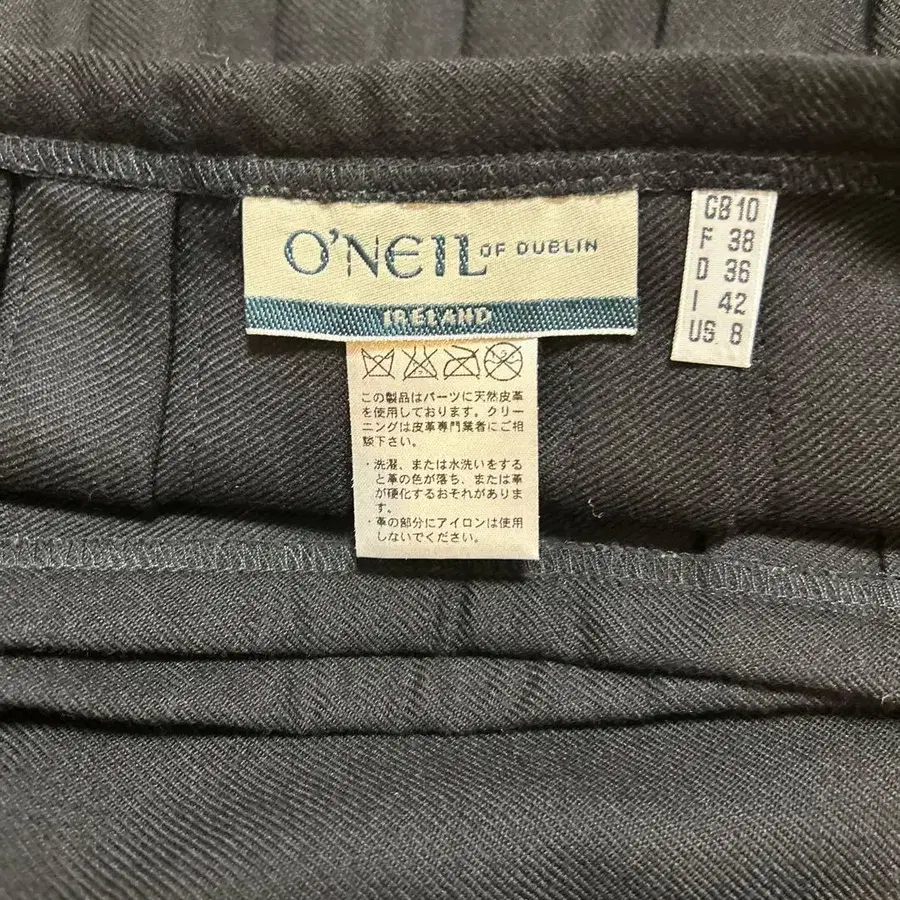 O'NEIL OF DUBLIN
IRELAND
GB 10
F 38
D 36
I 42
US 8
この製品はパーツに天然皮革
を使用しております。クリー
ニングは皮革専門業者にご相
談下さい。
・洗濯、または水洗いをする
と革の色が落ち、または革
が硬化するおそれがありま
す。
・革の部分にアイロンは使用
しないでください。